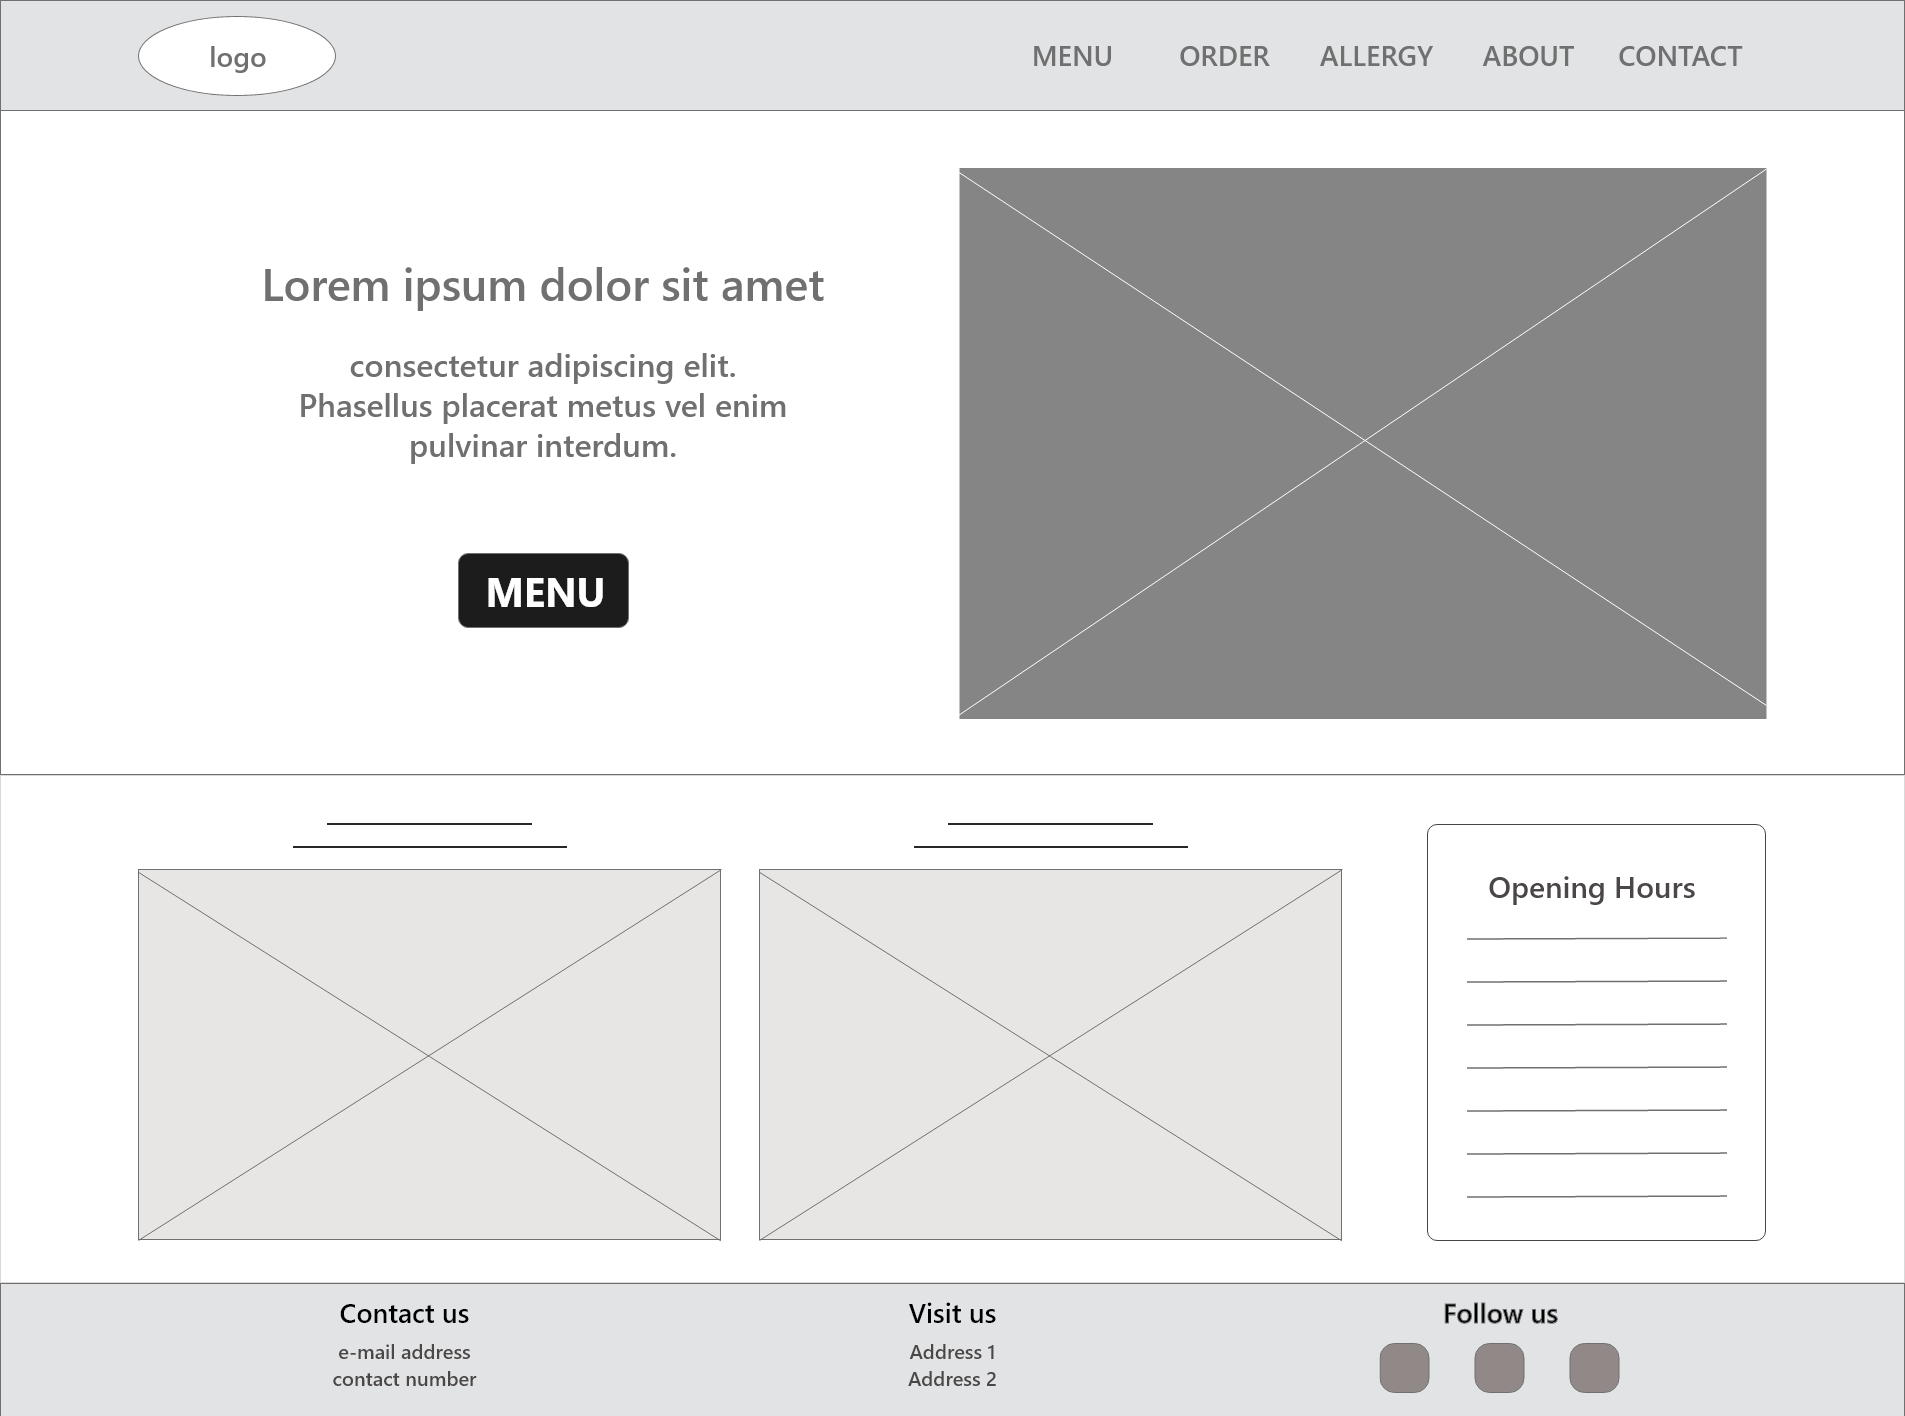 logo
MENU ORDER ALLERGY ABOUT CONTACT
Lorem ipsum dolor sit amet
consectetur adipiscing elit.
Phasellus placerat metus vel enim
pulvinar interdum.
MENU
Opening Hours
Contact us
e-mail address
contact number
Visit us
Address 1
Address 2
Follow us